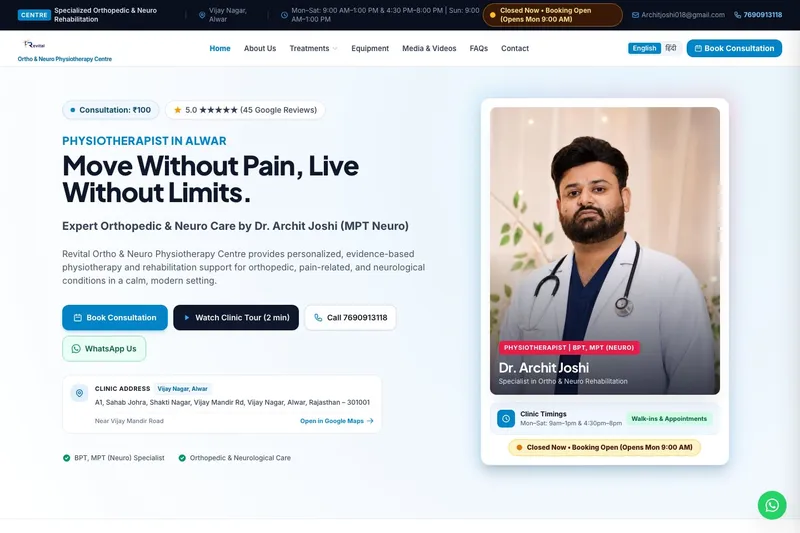 CENTRE
Specialized Orthopedic & Neuro
Rehabilitation
Vijay Nagar,
Alwar
Mon–Sat: 9:00 AM–1:00 PM & 4:30 PM–8:00 PM | Sun: 9:00
AM–1:00 PM
Closed Now • Booking Open
(Opens Mon 9:00 AM)
Architjoshi018@gmail.com
7690913118
Revital
Ortho & Neuro Physiotherapy Centre
Home
About Us
Treatments
Equipment
Media & Videos
FAQs
Contact
English
हिंदी
Book Consultation
Consultation: ₹100
5.0 ★★★★★ (45 Google Reviews)
PHYSIOTHERAPIST IN ALWAR
Move Without Pain, Live
Without Limits.
Expert Orthopedic & Neuro Care by Dr. Archit Joshi (MPT Neuro)
Revital Ortho & Neuro Physiotherapy Centre provides personalized, evidence-based
physiotherapy and rehabilitation support for orthopedic, pain-related, and neurological
conditions in a calm, modern setting.
Book Consultation
Watch Clinic Tour (2 min)
Call 7690913118
WhatsApp Us
CLINIC ADDRESS
Vijay Nagar, Alwar
A1, Sahab Johra, Shakti Nagar, Vijay Mandir Rd, Vijay Nagar, Alwar, Rajasthan – 301001
Near Vijay Mandir Road
Open in Google Maps →
BPT, MPT (Neuro) Specialist
Orthopedic & Neurological Care
PHYSIOTHERAPIST | BPT, MPT (NEURO)
Dr. Archit Joshi
Specialist in Ortho & Neuro Rehabilitation
Clinic Timings
Mon–Sat: 9am–1pm & 4:30pm–8pm
Walk-ins & Appointments
Closed Now • Booking Open (Opens Mon 9:00 AM)